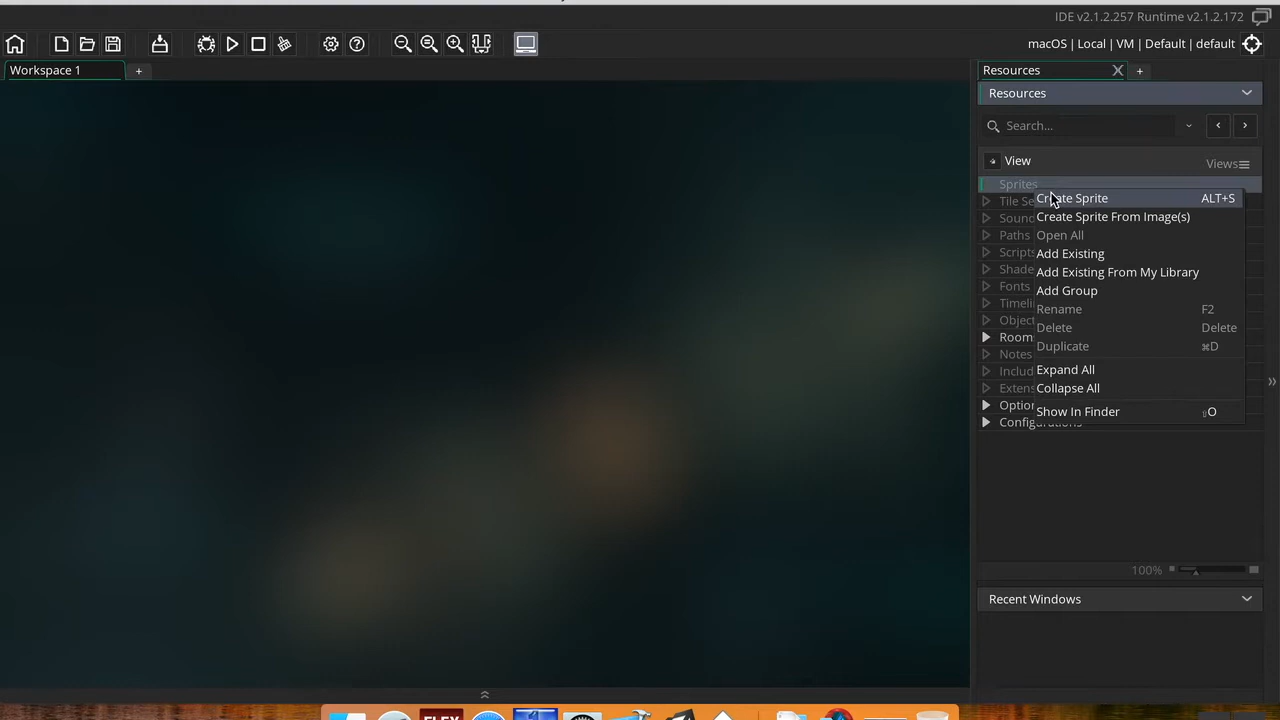 IDE v2.1.2.257 Runtime v2.1.2.172
macOS | Local | VM | Default | default
Workspace 1
+
Resources
+
Resources
Search...
View
Views
Sprites
Create Sprite ALT+S
Tile Se
Create Sprite From Image(s)
Sound
Open All
Paths
Add Existing
Scripts
Add Existing From My Library
Shade
Add Group
Fonts
Rename F2
Timeli
Delete Delete
Object
Duplicate ⌘D
Room
Notes
Expand All
Includ
Collapse All
Extens
Show In Finder ⇧O
Option
Configurations
100%
Recent Windows
FLEX